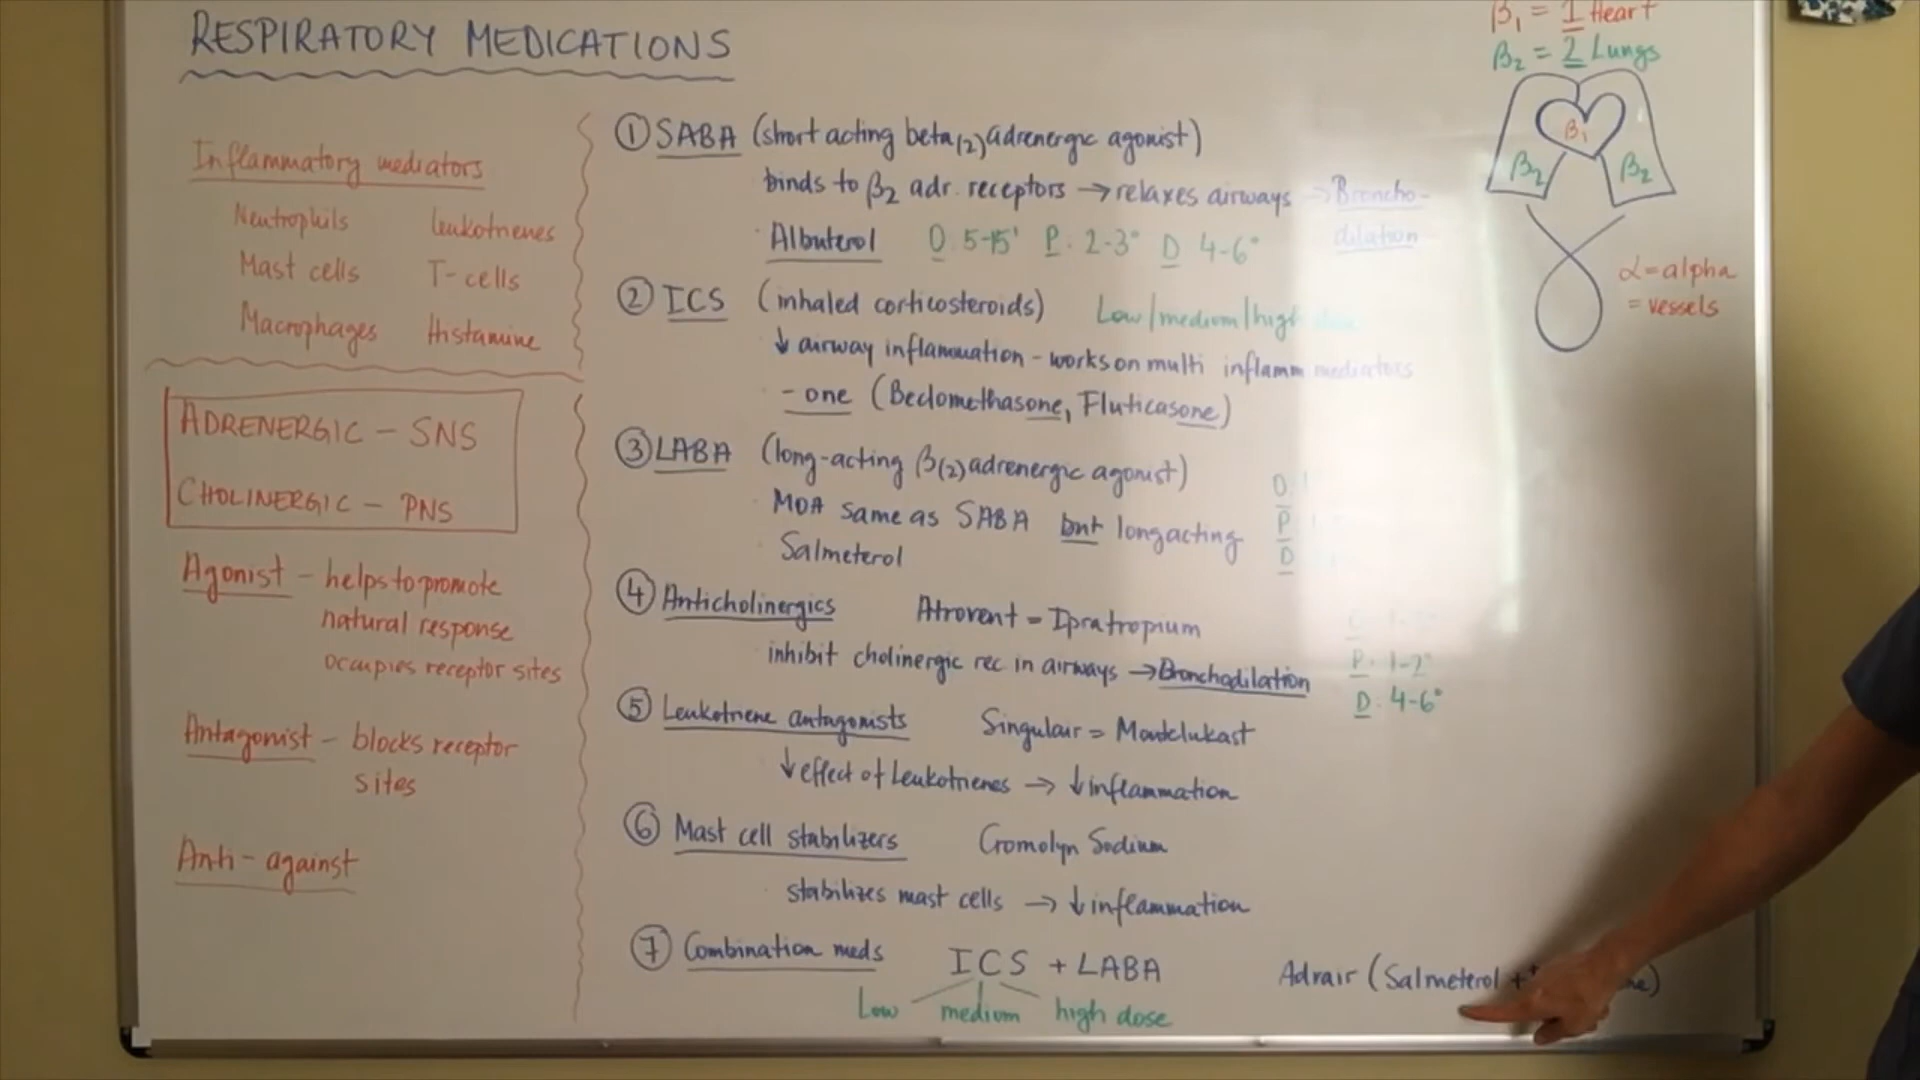 RESPIRATORY MEDICATIONS
Inflammatory mediators
Neutrophils Leukotrienes
Mast cells T-cells
Macrophages Histamine
ADRENERGIC - SNS
CHOLINERGIC - PNS
Agonist - helps to promote
natural response
occupies receptor sites
Antagonist - blocks receptor
sites
Anti - against
① SABA (short acting beta(2) adrenergic agonist)
binds to β2 adr. receptors → relaxes airways → Broncho-
dilation
Albuterol O: 5-15' P: 2-3° D: 4-6°
② ICS (inhaled corticosteroids) Low/medium/high
↓ airway inflammation - works on multi inflamm mediators
- one (Beclomethasone, Fluticasone)
③ LABA (long-acting β(2) adrenergic agonist)
MOA same as SABA but longacting
Salmeterol
O
P
D
④ Anticholinergics Atrovent = Ipratropium
inhibit cholinergic rec in airways → Bronchodilation
P: 1-2°
D: 4-6°
⑤ Leukotriene antagonists Singulair = Montelukast
↓ effect of Leukotrienes → ↓ inflammation
⑥ Mast cell stabilizers Cromolyn Sodium
stabilizes mast cells → ↓ inflammation
⑦ Combination meds ICS + LABA Advair (Salmeterol +
Low medium high dose
β1 = 1 Heart
β2 = 2 Lungs
β1
β2 β2
α = alpha
= vessels